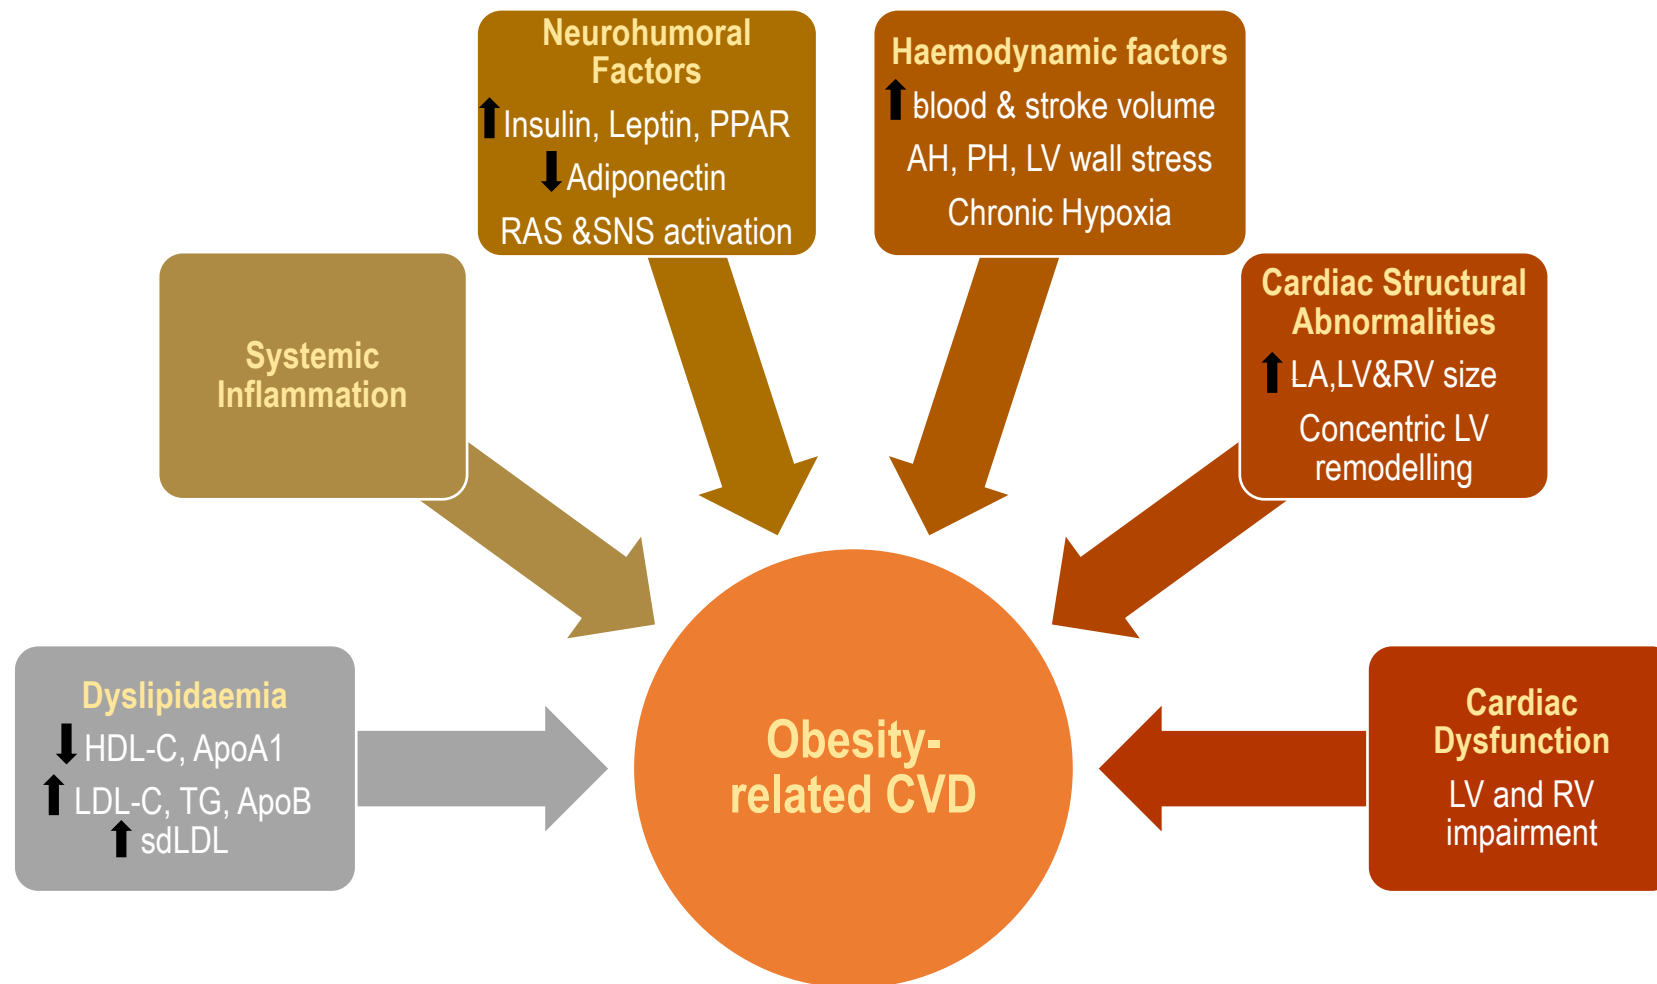 Neurohumoral
Factors
Insulin, Leptin, PPAR
Adiponectin
RAS &SNS activation
Haemodynamic factors
blood & stroke volume
AH, PH, LV wall stress
Chronic Hypoxia
Systemic
Inflammation
Cardiac Structural
Abnormalities
LA,LV&RV size
Concentric LV
remodelling
Dyslipidaemia
HDL-C, ApoA1
LDL-C, TG, ApoB
sdLDL
Obesity-
related CVD
Cardiac
Dysfunction
LV and RV
impairment